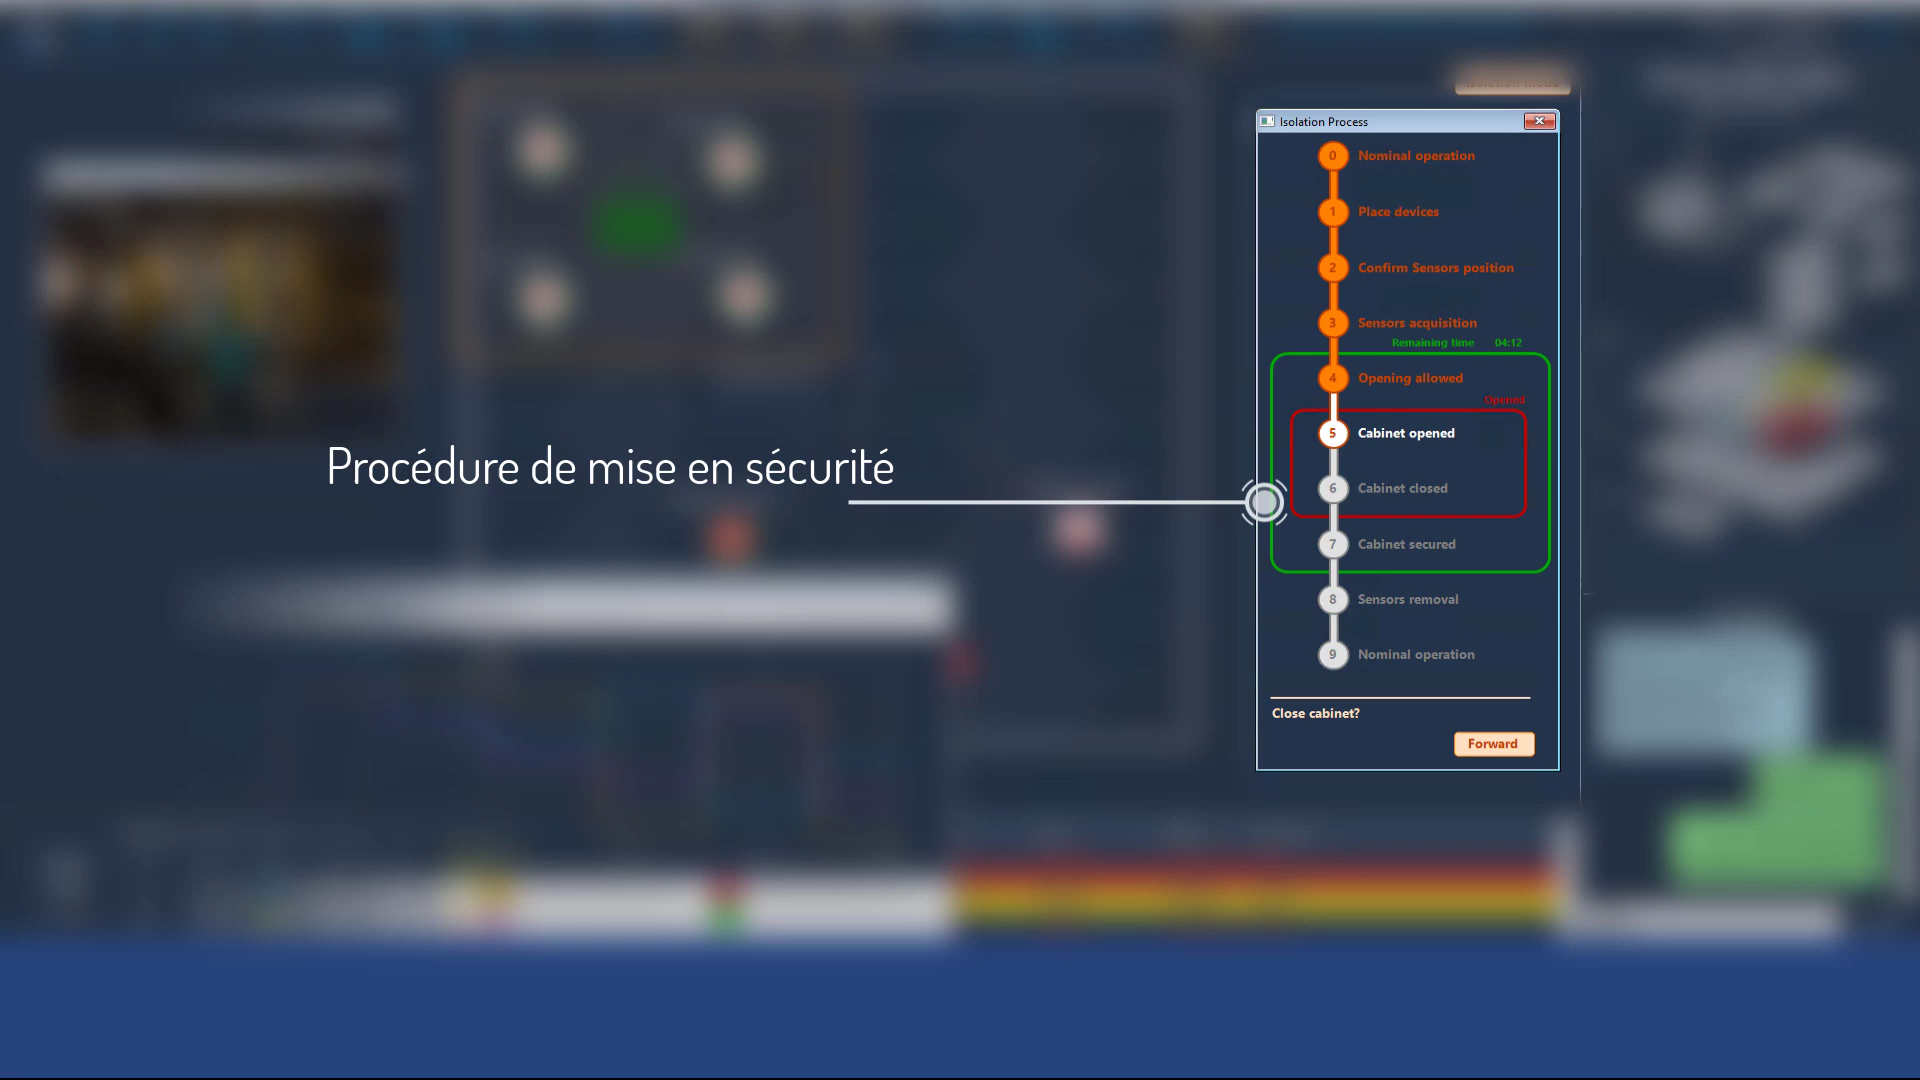 Isolation Process
0 Nominal operation
1 Place devices
2 Confirm Sensors position
3 Sensors acquisition
Remaining time 04:12
4 Opening allowed
Opened
5 Cabinet opened
Procédure de mise en sécurité
6 Cabinet closed
7 Cabinet secured
8 Sensors removal
9 Nominal operation
Close cabinet?
Forward